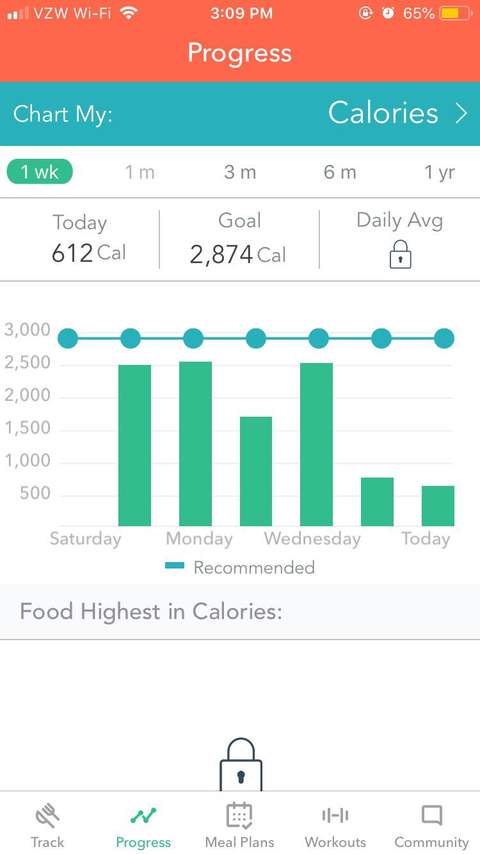 VZW Wi-Fi 3:09 PM 65%
Progress
Chart My: Calories
1 wk 1 m 3 m 6 m 1 yr
Today Goal Daily Avg
612 Cal 2,874 Cal
3,000
2,500
2,000
1,500
1,000
500
Saturday Monday Wednesday Today
Recommended
Food Highest in Calories:
Track Progress Meal Plans Workouts Community